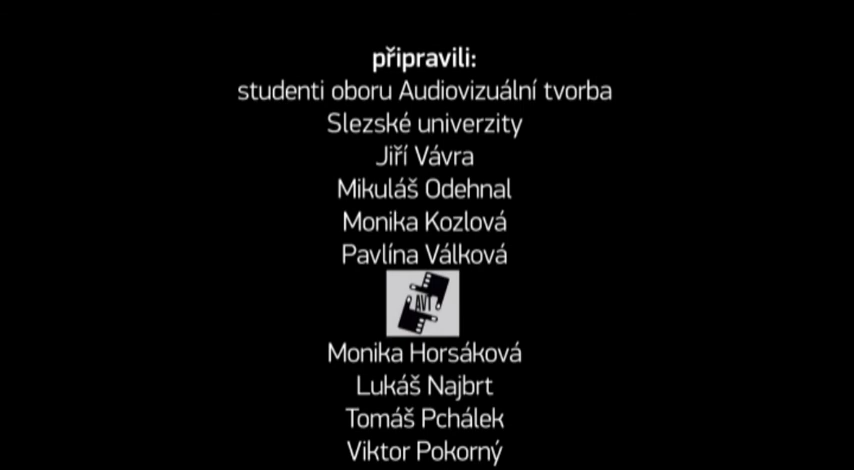 připravili:
studenti oboru Audiovizuální tvorba
Slezské univerzity
Jiří Vávra
Mikuláš Odehnal
Monika Kozlová
Pavlína Válková
AVT
Monika Horsáková
Lukáš Najbrt
Tomáš Pchálek
Viktor Pokorný